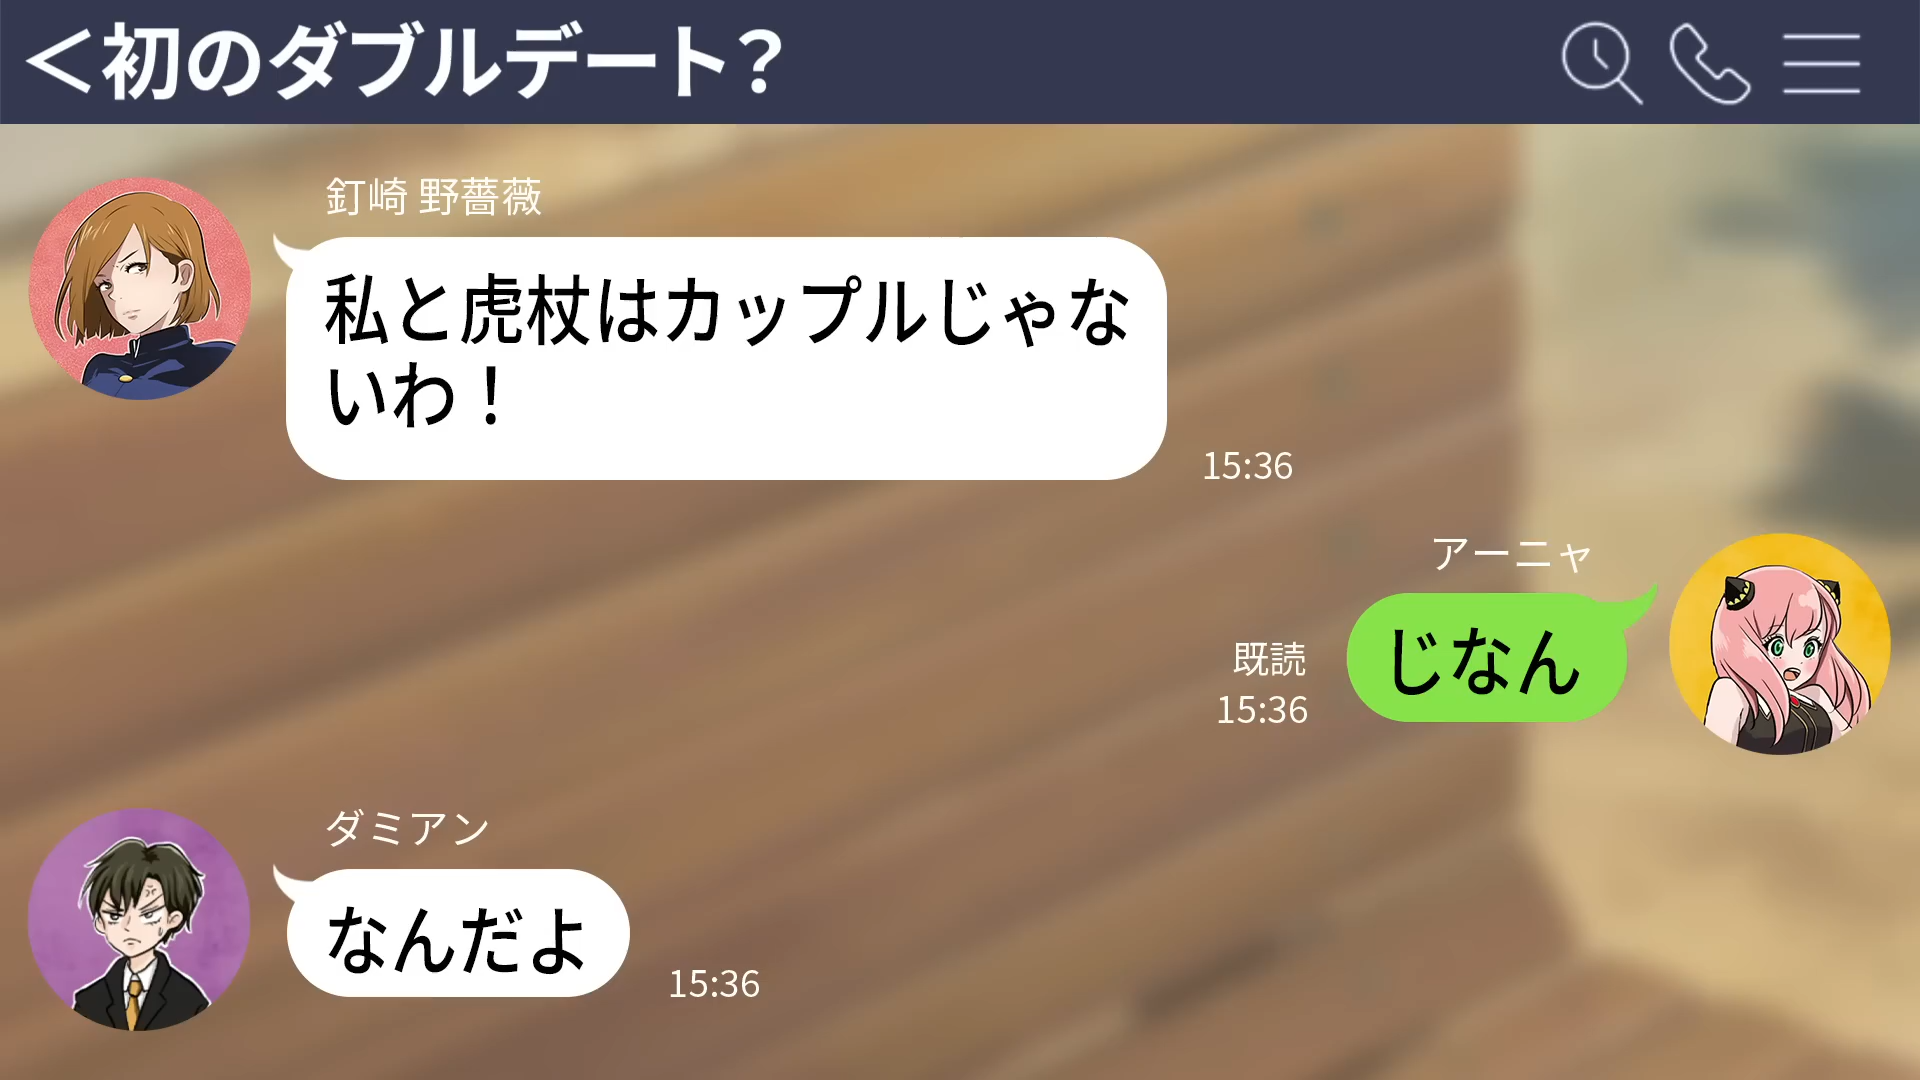 <初のダブルデート?
釘崎 野薔薇
私と虎杖はカップルじゃな
いわ！
15:36
アーニャ
じなん
既読
15:36
ダミアン
なんだよ
15:36